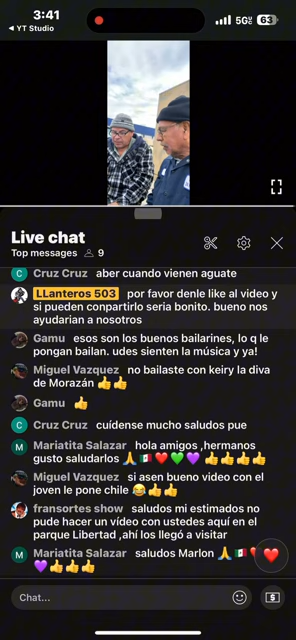 3:41
5G
63
◄ YT Studio
Live chat
Top messages 9
Cruz Cruz aber cuando vienen aguate
LLanteros 503 por favor denle like al video y
si pueden conpartirlo seria bonito. bueno nos
ayudarian a nosotros
Gamu esos son los buenos bailarines, lo q le
pongan bailan. udes sienten la música y ya!
Miguel Vazquez no bailaste con keiry la diva
de Morazán 👍👍
Gamu 👍
Cruz Cruz cuídense mucho saludos pue
Mariatita Salazar hola amigos ,hermanos
gusto saludarlos 🙏🇲🇽❤️💚💜 👍👍👍👍
Miguel Vazquez si asen bueno video con el
joven le pone chile 😂👍👍
fransortes show saludos mi estimados no
pude hacer un vídeo con ustedes aquí en el
parque Libertad ,ahí los llegó a visitar
Mariatita Salazar saludos Marlon 🙏🇲🇽❤️
💜👍👍👍👍
Chat...